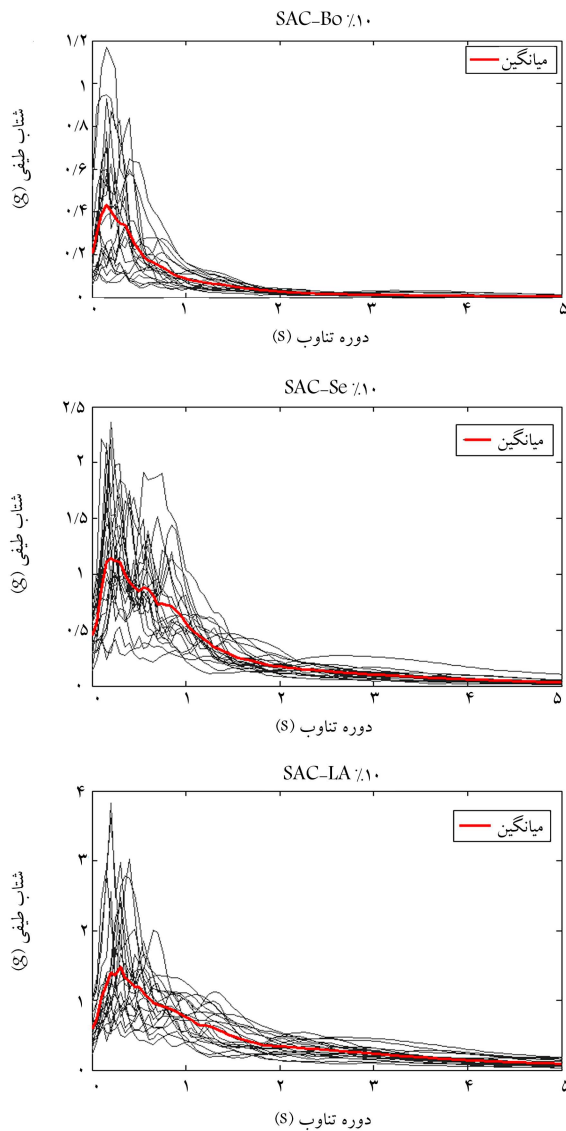 SAC-Bo %۱۰
میانگین
۱/۲
۱
۰/۸
۰/۶
۰/۴
۰/۲
۰
شتاب طیفی (g)
۰ ۱ ۲ ۳ ۴ ۵
دوره تناوب (s)
SAC-Se %۱۰
میانگین
۲/۵
۲
۱/۵
۱
۰/۵
۰
شتاب طیفی (g)
۰ ۱ ۲ ۳ ۴ ۵
دوره تناوب (s)
SAC-LA %۱۰
میانگین
۴
۳
۲
۱
۰
شتاب طیفی (g)
۰ ۱ ۲ ۳ ۴ ۵
دوره تناوب (s)